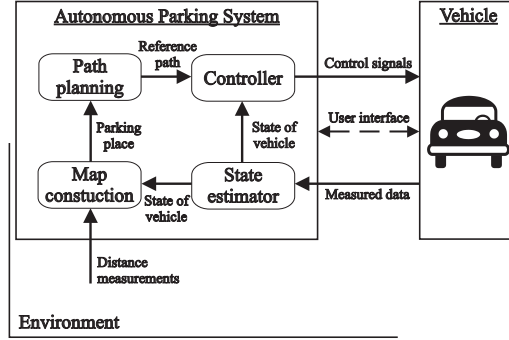 Autonomous Parking System
Vehicle
Reference
path
Path
planning
Controller
Control signals
Parking
place
State of
vehicle
User interface
Map
constuction
State
estimator
State of
vehicle
Measured data
Distance
measurements
Environment